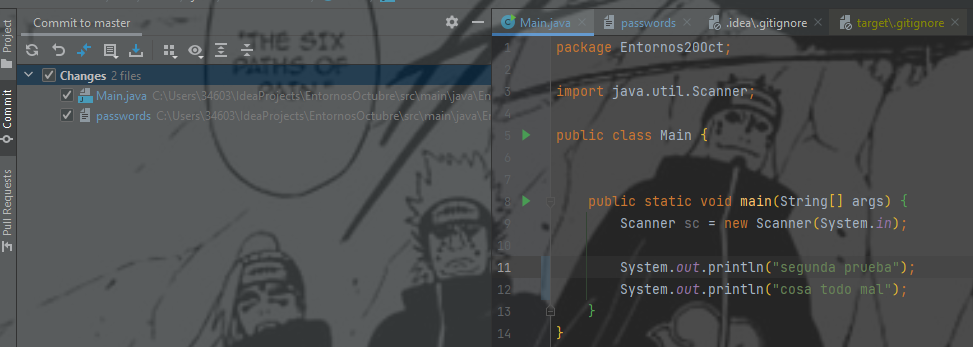 Commit to master
Changes 2 files
Main.java C:\Users\34603\IdeaProjects\EntornosOctubre\src\main\java\En
passwords C:\Users\34603\IdeaProjects\EntornosOctubre\src\main\java\En
Project
Commit
Pull Requests
THE SIX
PATHS OF
Main.java passwords .idea\.gitignore target\.gitignore
1 package Entornos20Oct;
2
3 import java.util.Scanner;
5 public class Main {
6
7
8 public static void main(String[] args) {
9 Scanner sc = new Scanner(System.in);
10
11 System.out.println("segunda prueba");
12 System.out.println("cosa todo mal");
13 }
14 }